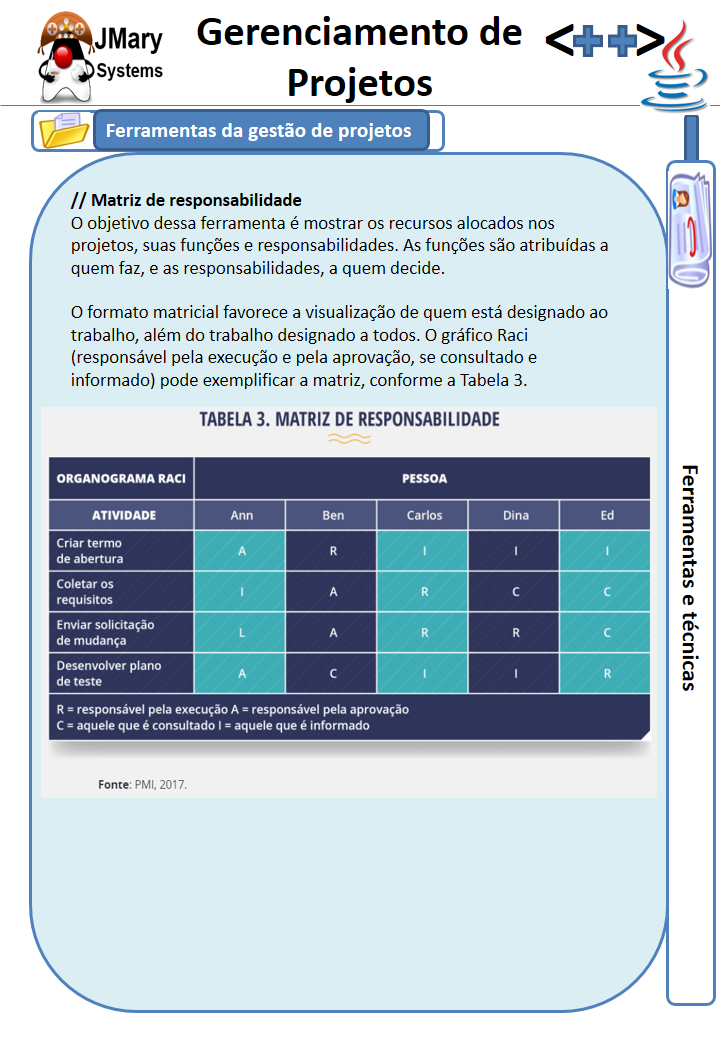 JMary
Systems
Gerenciamento de
Projetos
<++>
Ferramentas da gestão de projetos
// Matriz de responsabilidade
O objetivo dessa ferramenta é mostrar os recursos alocados nos
projetos, suas funções e responsabilidades. As funções são atribuídas a
quem faz, e as responsabilidades, a quem decide.
O formato matricial favorece a visualização de quem está designado ao
trabalho, além do trabalho designado a todos. O gráfico Raci
(responsável pela execução e pela aprovação, se consultado e
informado) pode exemplificar a matriz, conforme a Tabela 3.
TABELA 3. MATRIZ DE RESPONSABILIDADE
ORGANOGRAMA RACI PESSOA
ATIVIDADE Ann Ben Carlos Dina Ed
Criar termo
de abertura A R I I I
Coletar os
requisitos I A R C C
Enviar solicitação
de mudança L A R R C
Desenvolver plano
de teste A C I I R
R = responsável pela execução A = responsável pela aprovação
C = aquele que é consultado I = aquele que é informado
Fonte: PMI, 2017.
Ferramentas e técnicas